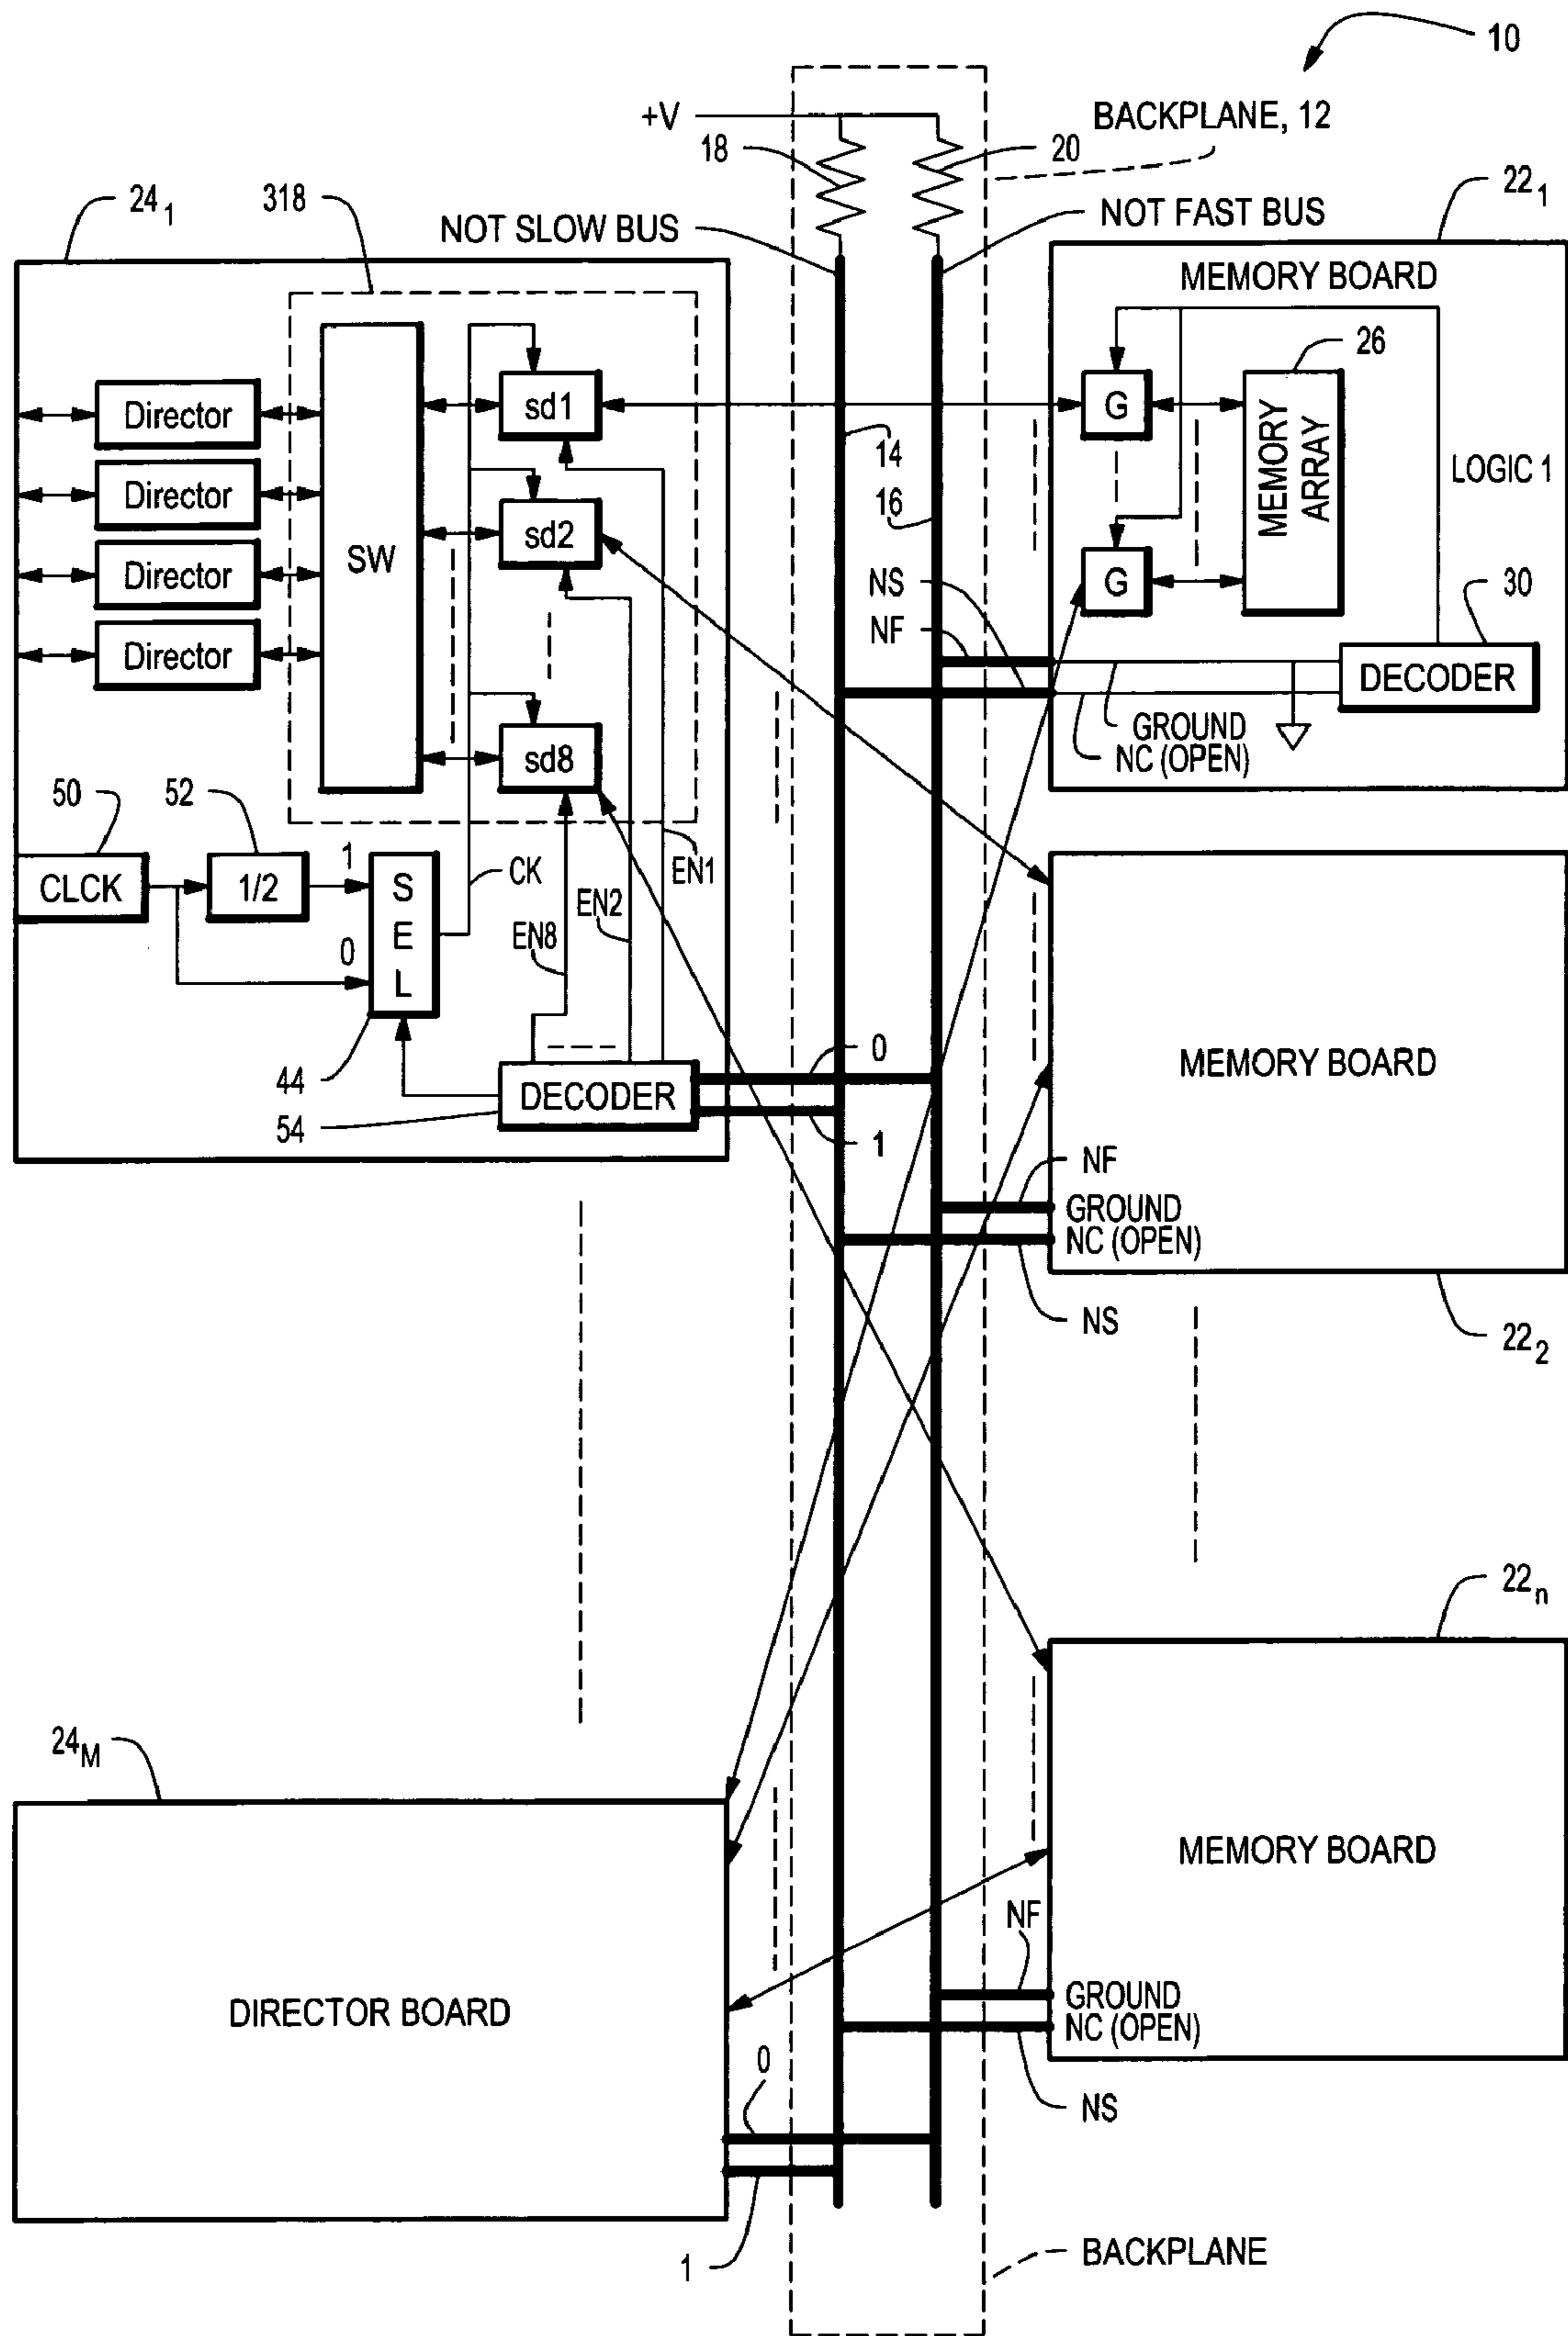 10
+V
BACKPLANE, 12
18
20
24 1
318
NOT SLOW BUS
NOT FAST BUS
22 1
MEMORY BOARD
26
Director
sd1
G
MEMORY ARRAY
14
LOGIC 1
Director
16
SW
sd2
Director
NS
G
30
NF
Director
DECODER
sd8
GROUND
NC (OPEN)
50
52
1
CK
EN1
CLCK
1/2
SEL
EN2
EN8
0
0
MEMORY BOARD
44
DECODER
54
1
NF
GROUND
NC (OPEN)
NS
22 2
22 n
24 M
MEMORY BOARD
NF
DIRECTOR BOARD
GROUND
NC (OPEN)
0
NS
1
BACKPLANE